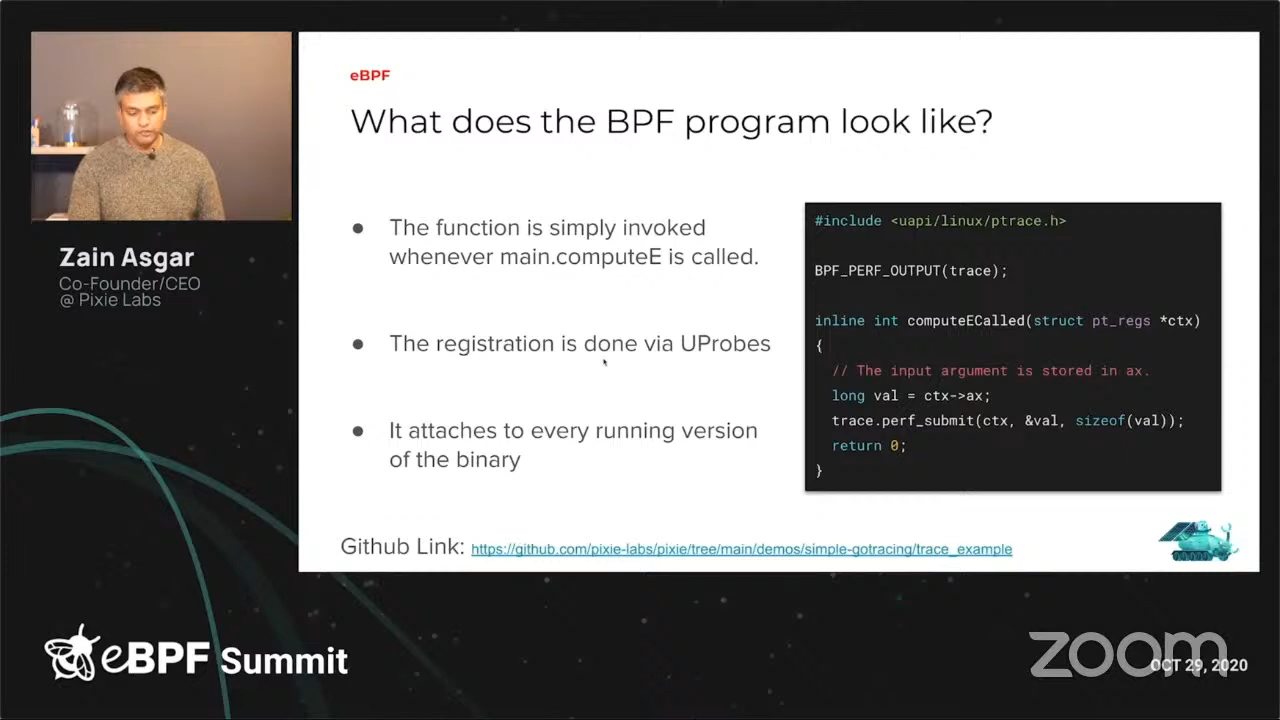 eBPF
What does the BPF program look like?
Zain Asgar
Co-Founder/CEO
@ Pixie Labs
● The function is simply invoked
whenever main.computeE is called.
● The registration is done via UProbes
● It attaches to every running version
of the binary
#include <uapi/linux/ptrace.h>
BPF_PERF_OUTPUT(trace);
inline int computeECalled(struct pt_regs *ctx)
{
// The input argument is stored in ax.
long val = ctx->ax;
trace.perf_submit(ctx, &val, sizeof(val));
return 0;
}
Github Link: https://github.com/pixie-labs/pixie/tree/main/demos/simple-gotracing/trace_example
eBPF Summit
zoom
OCT 29, 2020